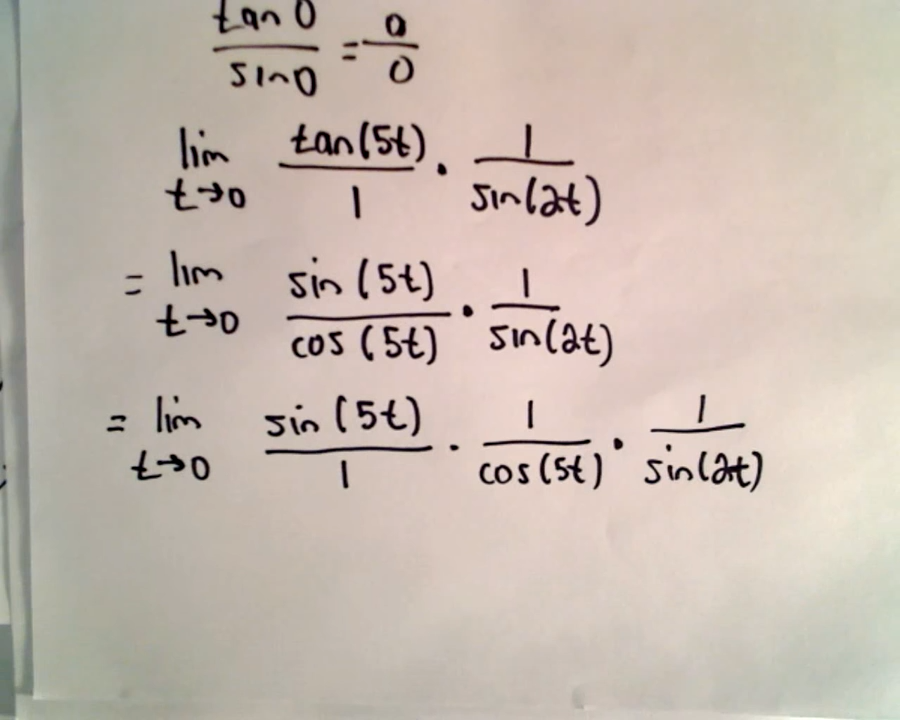 tan 0 / sin 0 = 0 / 0
lim t→0 tan(5t) / 1 · 1 / sin(2t)
= lim t→0 sin(5t) / cos(5t) · 1 / sin(2t)
= lim t→0 sin(5t) / 1 · 1 / cos(5t) · 1 / sin(2t)